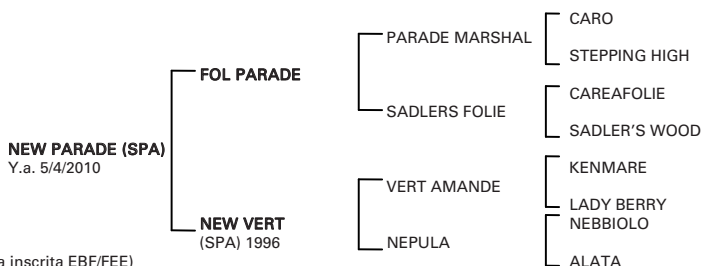 CARO
PARADE MARSHAL
STEPPING HIGH
FOL PARADE
CAREAFOLIE
SADLERS FOLIE
SADLER'S WOOD
NEW PARADE (SPA)
Y.a. 5/4/2010
KENMARE
VERT AMANDE
LADY BERRY
NEW VERT
(SPA) 1996
NEBBIOLO
NEPULA
ALATA
a inscrita EBF/FEE)